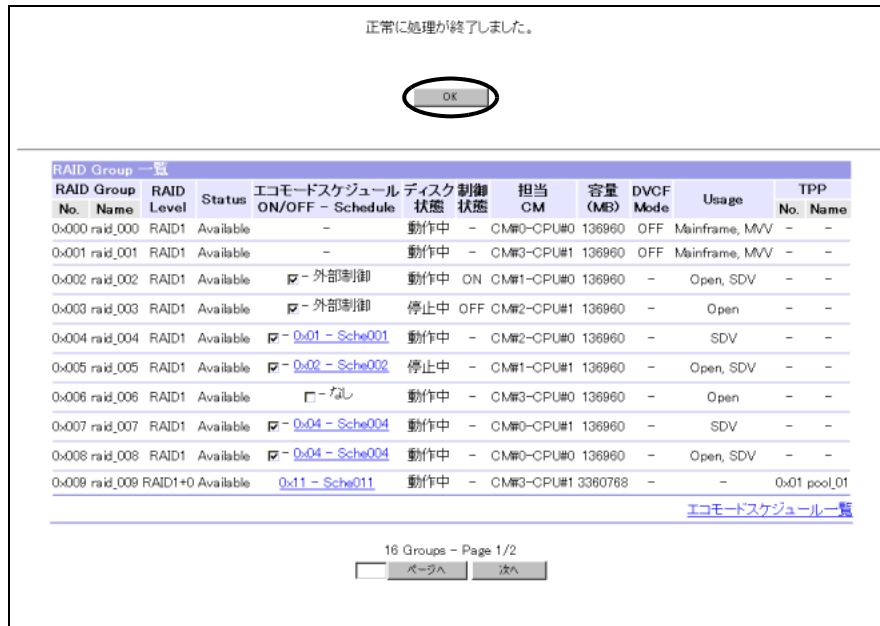 正常に処理が終了しました。
OK
RAID Group 一覧
RAID Group RAID Level Status エコモードスケジュール ON/OFF - Schedule ディスク状態 制御状態 担当CM 容量(MB) DVCF Mode Usage TPP
No. Name No. Name
0x000 raid_000 RAID1 Available - 動作中 - CM#0-CPU#0 136960 OFF Mainframe, MVV - -
0x001 raid_001 RAID1 Available - 動作中 - CM#3-CPU#1 136960 OFF Mainframe, MVV - -
0x002 raid_002 RAID1 Available - 外部制御 動作中 ON CM#1-CPU#0 136960 - Open, SDV - -
0x003 raid_003 RAID1 Available - 外部制御 停止中 OFF CM#2-CPU#1 136960 - Open - -
0x004 raid_004 RAID1 Available - 0x01 - Sche001 動作中 - CM#2-CPU#0 136960 - SDV - -
0x005 raid_005 RAID1 Available - 0x02 - Sche002 停止中 - CM#1-CPU#1 136960 - Open, SDV - -
0x006 raid_006 RAID1 Available - なし 動作中 - CM#3-CPU#0 136960 - Open - -
0x007 raid_007 RAID1 Available - 0x04 - Sche004 動作中 - CM#0-CPU#1 136960 - SDV - -
0x008 raid_008 RAID1 Available - 0x04 - Sche004 動作中 - CM#0-CPU#0 136960 - Open, SDV - -
0x009 raid_009 RAID1+0 Available 0x11 - Sche011 動作中 - CM#3-CPU#1 3360768 - - 0x01 pool_01
エコモードスケジュール一覧
16 Groups - Page 1/2
ページへ 次へ